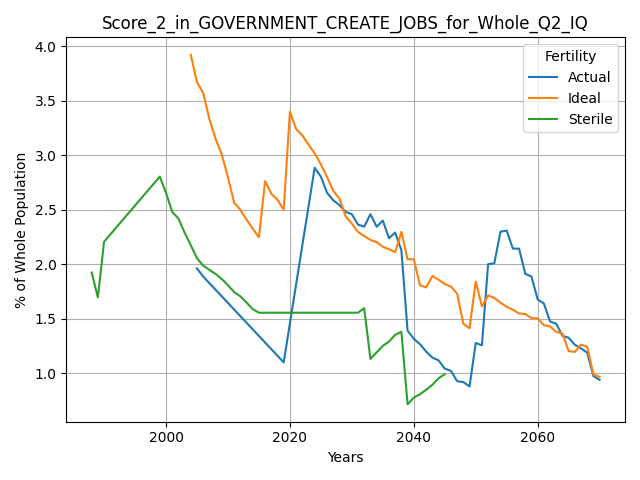 Score_2_in_GOVERNMENT_CREATE_JOBS_for_Whole_Q2_IQ
Fertility
Actual
Ideal
Sterile
% of Whole Population
4.0
3.5
3.0
2.5
2.0
1.5
1.0
2000 2020 2040 2060
Years